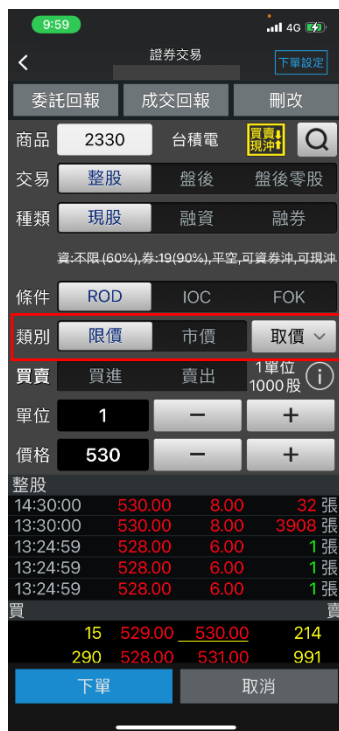 9:59 4G
證券交易
下單設定
委託回報 成交回報 刪改
商品 2330 台積電 買賣現沖
交易 整股 盤後 盤後零股
種類 現股 融資 融券
資:不限(60%),券:19(90%),平空,可資券沖,可現沖
條件 ROD IOC FOK
類別 限價 市價 取價
買賣 買進 賣出 1單位 1000股
單位 1 − +
價格 530 − +
整股
14:30:00 530.00 8.00 32張
13:30:00 530.00 8.00 3908張
13:24:59 528.00 6.00 1張
13:24:59 528.00 6.00 1張
13:24:59 528.00 6.00 1張
買 賣
15 529.00 530.00 214
290 528.00 531.00 991
下單 取消